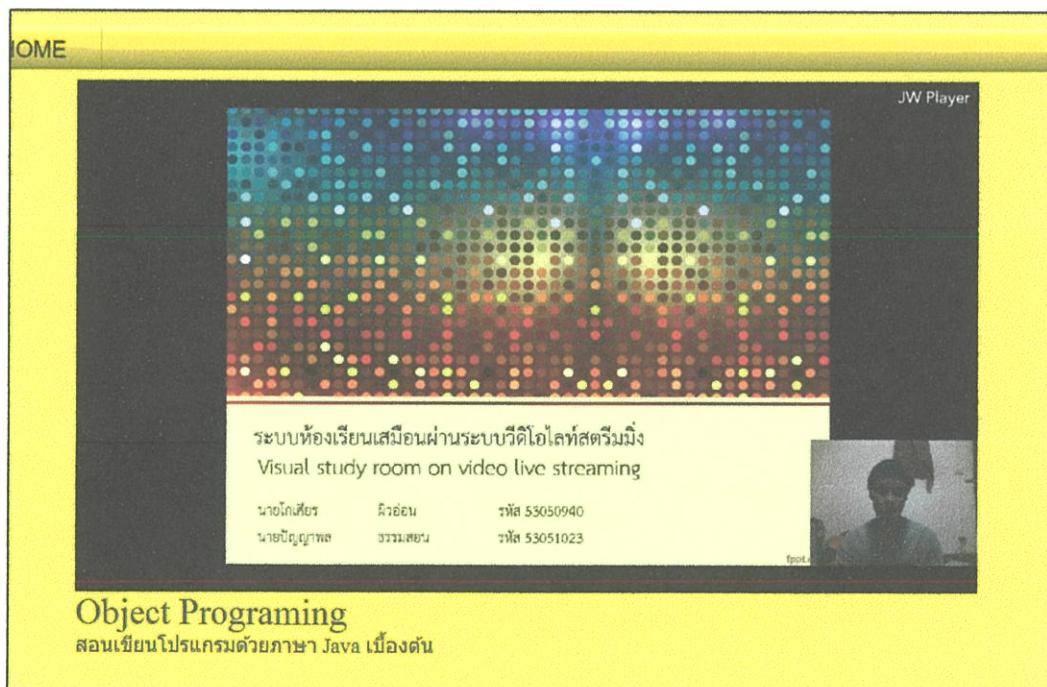 HOME
JW Player
ระบบห้องเรียนเสมือนผ่านระบบวีดิโอไลท์สตรีมมิ่ง
Visual study room on video live streaming
นายโกเศียร ผิวอ่อน รหัส 53050940
นายปัญญาพล ธรรมสอน รหัส 53051023
Object Programing
สอนเขียนโปรแกรมด้วยภาษา Java เบื้องต้น